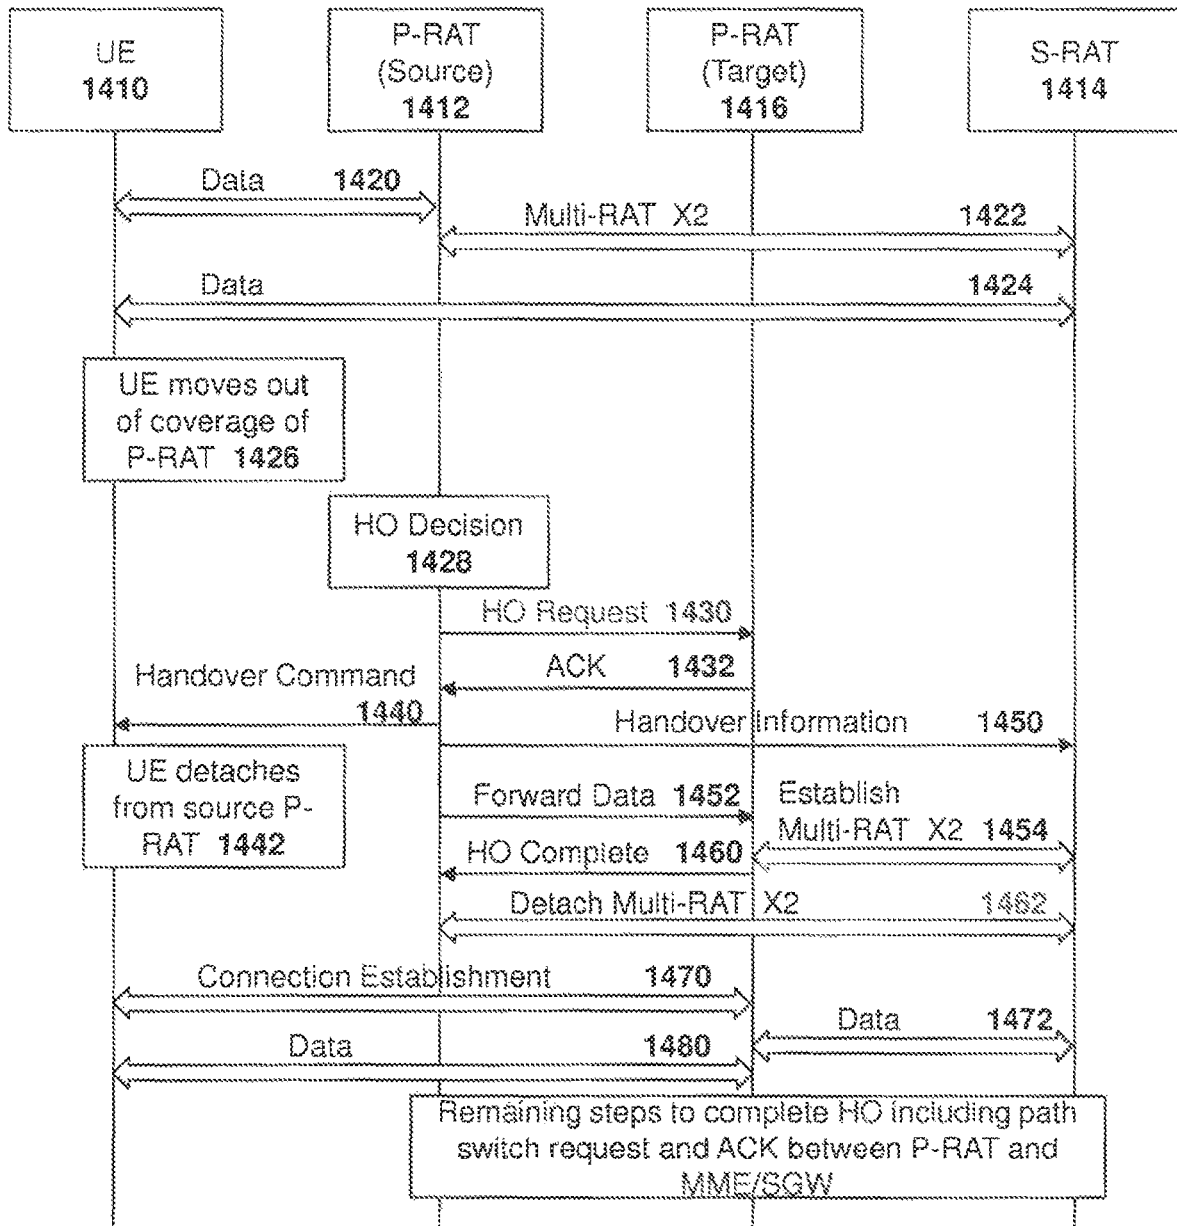 UE
1410
P-RAT
(Source)
1412
P-RAT
(Target)
1416
S-RAT
1414
Data 1420
Multi-RAT X2 1422
Data 1424
UE moves out
of coverage of
P-RAT 1426
HO Decision
1428
HO Request 1430
ACK 1432
Handover Command
1440
Handover Information 1450
UE detaches
from source P-
RAT 1442
Forward Data 1452
Establish
Multi-RAT X2 1454
HO Complete 1460
Detach Multi-RAT X2 1462
Connection Establishment 1470
Data 1472
Data 1480
Remaining steps to complete HO including path
switch request and ACK between P-RAT and
MME/SGW